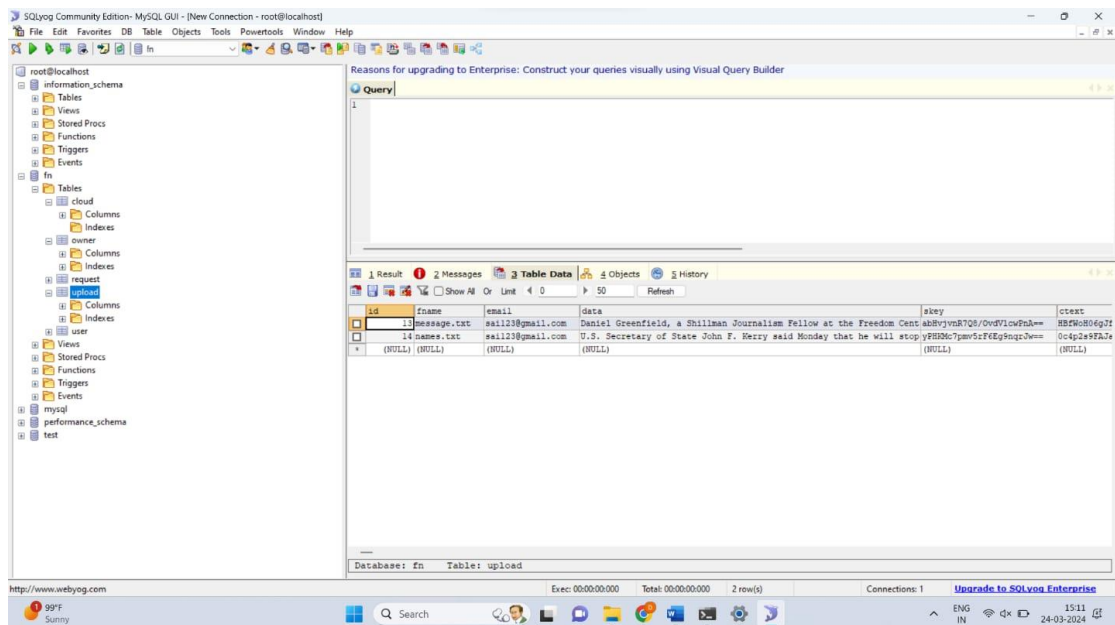 SQLyog Community Edition- MySQL GUI - [New Connection - root@localhost]
File Edit Favorites DB Table Objects Tools Powertools Window Help
fn
root@localhost
information_schema
Tables
Views
Stored Procs
Functions
Triggers
Events
fn
Tables
cloud
Columns
Indexes
owner
Columns
Indexes
request
upload
Columns
Indexes
user
Views
Stored Procs
Functions
Triggers
Events
mysql
performance_schema
test
Reasons for upgrading to Enterprise: Construct your queries visually using Visual Query Builder
Query
1
1 Result 2 Messages 3 Table Data 4 Objects 5 History
Show All Or Limit 0 50 Refresh
id fname email data skey ctext
13 message.txt sai123@gmail.com Daniel Greenfield, a Shillman Journalism Fellow at the Freedom Cent abHvjvnR7Q8/OvdVlcwPnA== HBfWoH06gJf
14 names.txt sai123@gmail.com U.S. Secretary of State John F. Kerry said Monday that he will stop yPHKMc7pmv5rF6Eg9nqrJw== 0c4p2s9FAJs
(NULL) (NULL) (NULL) (NULL) (NULL) (NULL)
Database: fn Table: upload
http://www.webyog.com Exec: 00:00:00:000 Total: 00:00:00:000 2 row(s) Connections: 1 Upgrade to SQLyog Enterprise
1
99°F
Sunny
Search
ENG
IN
15:11
24-03-2024